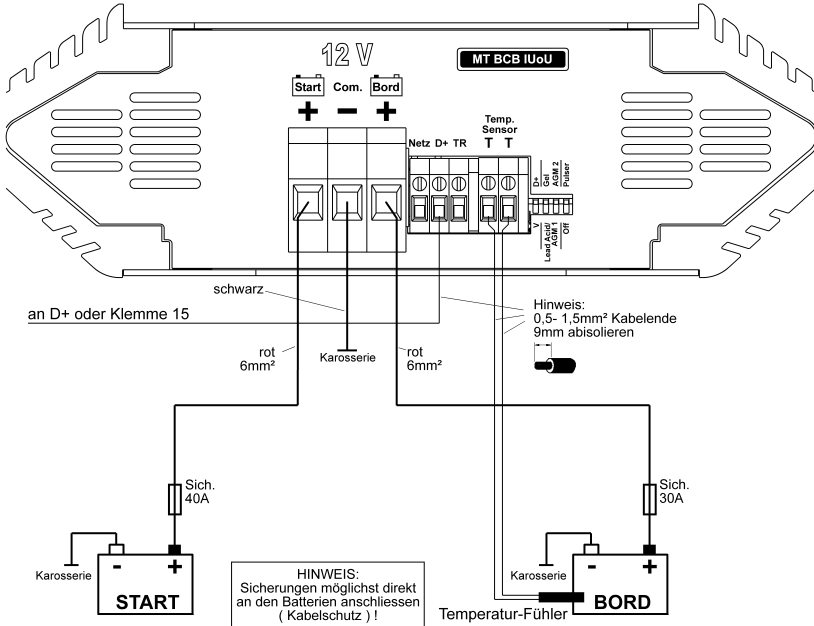 12 V
MT BCB IUoU
Start Com. Bord
+ − +
Netz D+ TR
Temp.
Sensor
T T
D+
Gel
AGM 2
Pulser
V
Lead Acid/
AGM 1
Off
schwarz
an D+ oder Klemme 15
rot
6mm²
Karosserie
rot
6mm²
Hinweis:
0,5- 1,5mm² Kabelende
9mm abisolieren
Sich.
40A
Sich.
30A
Karosserie
- +
START
HINWEIS:
Sicherungen möglichst direkt
an den Batterien anschliessen
( Kabelschutz ) !
Temperatur-Fühler
Karosserie
- +
BORD